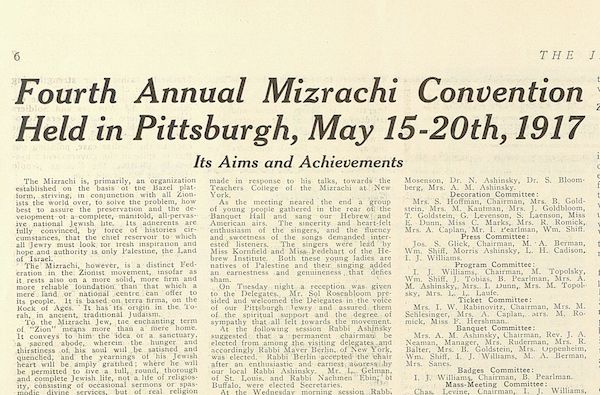 6
THE J
Fourth Annual Mizrachi Convention
Held in Pittsburgh, May 15-20th, 1917
Its Aims and Achievements
The Mizrachi is, primarily, an organization
established on the basis of the Bazel plat-
form, striving, in conjunction with all Zion-
ists the world over, to solve the problem, how
best to assure the preservation and the de-
velopment of a complete, manifold, all-pervas-
ive national Jewish life. Its adherents are
fully convinced, by force of histories cir-
cumstances, that the chief reservoir to which
all Jewry must look for fresh inspiration and
hope and authority is only Palestine, the Land
of Israel.
The Mizrachi, however, is a distinct Fed-
eration in the Zionist movement, insofar as
it rests also on a more solid, more firm and
more reliable foundation than that which a
mere land or national centre can offer to
its people. It is based on terra firma, on the
Rock of Ages. It has its origin in the To-
rah, in ancient, traditional Judaism.
To the Mizrachi Jew, the enchanting term
of "Zion" means more than a mere home.
It conveys to him the idea of a sanctuary,
a sacred abode, wherein the hunger and
thirstiness of his soul will be satisfied and
quenched, and the yearnings of his Jewish
heart will be amply gratified; where he will
be permitted to live a full, round, thorough
and complete Jewish life, not a life of religios-
ity, consisting of occasional sermons or spas-
modic divine services, but of real religion
made in response to his talks, towards the
Teachers College of the Mizrachi at New
York.
As the meeting neared the end a group
of young people gathered in the rear of the
Banquet Hall and sang our Hebrew and
American airs. The sincerity and heart-felt
enthusiasm of the singers, and the fluency
and sweetness of the songs demanded inter-
ested listeners. The singers were led by
Miss Kornfield and Miss Pedhorf of the He-
brew Institute. Both these young ladies are
natives of Palestine and their singing added
an earnestness and genuineness that defies
sham.
On Tuesday night a reception was given
the Delegates. Mr. Sol Rosenbloom pre-
sided and welcomed the Delegates in the voice
of our Pittsburgh Jewry and assured them
of the spiritual support and the degree of
sympathy that all felt towards the movement.
At the following session Rabbi Ashinsky
suggested that a permanent chairman be
elected from among the visiting delegates and
accordingly Rabbi Maver Berlin, of New York,
was selected. Rabbi Berlin accepted the chair
after an enthusiastic and earnest address by
our local Rabbi Ashinsky. Mr. L. Gelman,
of St. Louis, and Rabbi Nachmen Ebin, of
Buffalo, were elected Secretaries.
At the Wednesday morning session Rabbi
Mosenson, Dr. N. Ashinsky, Dr. S. Bloom-
berg, Mrs. A. M. Ashinsky.
Decoration Committee:
Mrs. S. Hoffman, Chairman, Mrs. B. Gold-
stein, Mrs. M. Kaufman, Mrs. J. Goldbloom,
T. Goldstein, G. Levenson, S. Laenson, Miss
E. Dunn, Miss C. Marks, Mrs. R. Romick,
Mrs. A. Caplan, Mr. I. Pearlman, Wm. Shiff.
Press Committee:
Jos. S. Glick, Chairman, M. A. Berman,
Wm. Shiff, Morris Ashinsky, I. H. Cadison,
I. J. Williams.
Program Committee:
I. J. Williams, Chairman, M. Topolsky,
Wm. Shiff, J. Tobias, B. Pearlman, Mrs. A.
M. Ashinsky, Mrs. I. Dunn, Mrs. M. Topol-
sky, Mrs. L. J. Laufe.
Ticket Committee:
Mrs. I. W. Rabinowitz, Chairman, Mrs. M.
Schlesinger, Mrs. A. Caplan, Mrs. M. Ro-
mick, Miss F. Hershman.
Banquet Committee:
Mrs. A. M. Ashinsky, Chairman, Rev. J. A.
Neaman, Manager, Mrs. Ruderman, Mrs. R.
Halter, Mrs. B. Goldstein, Mrs. Oppenheim,
Wm. Shiff, I. J. Williams, M. A. Berman,
Mrs. Sanes.
Badges Committee:
I. J. Williams, Chairman, B. Pearlman.
Mass-Meeting Committee:
Chas. Levine, Chairman, I. J. Williams,